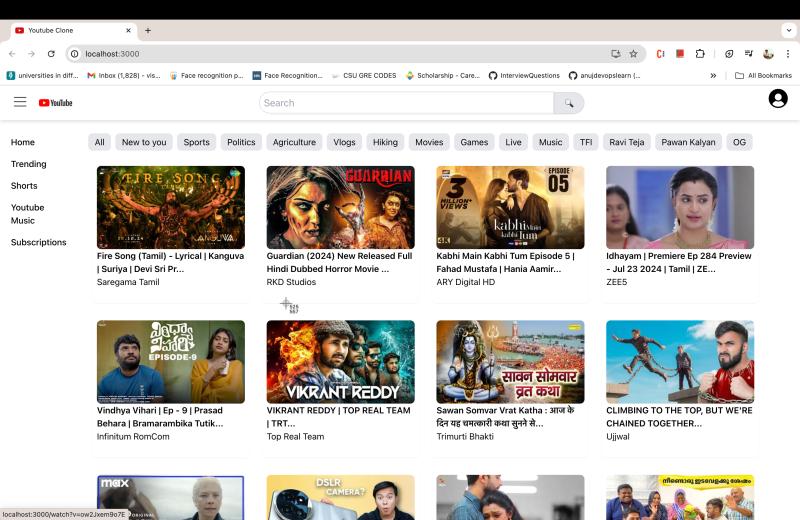 Youtube Clone
localhost:3000
universities in diff...
Inbox (1,828) - vis...
Face recognition p...
Face Recognition...
CSU GRE CODES
Scholarship - Care...
InterviewQuestions
anujdevopslearn (...
All Bookmarks
YouTube
Search
All
New to you
Sports
Politics
Agriculture
Vlogs
Hiking
Movies
Games
Live
Music
TFI
Ravi Teja
Pawan Kalyan
OG
Home
Trending
Shorts
Youtube
Music
Subscriptions
FIRE SONG
KANGUVA
Fire Song (Tamil) - Lyrical | Kanguva
| Suriya | Devi Sri Pr...
Saregama Tamil
GUARDIAN
Guardian (2024) New Released Full
Hindi Dubbed Horror Movie ...
RKD Studios
3
MILLION+
VIEWS
EPISODE
05
kabhi Main
kabhi Tum
4K
Kabhi Main Kabhi Tum Episode 5 |
Fahad Mustafa | Hania Aamir...
ARY Digital HD
Idhayam | Premiere Ep 284 Preview
- Jul 23 2024 | Tamil | ZE...
ZEE5
525
557
వింధ్యా
విహారి
EPISODE-9
Vindhya Vihari | Ep - 9 | Prasad
Behara | Bramarambika Tutik...
Infinitum RomCom
VIKRANT REDDY
VIKRANT REDDY | TOP REAL TEAM
| TRT...
Top Real Team
सावन सोमवार
व्रत कथा
Sawan Somvar Vrat Katha : आज के
दिन यह चमत्कारी कथा सुनने से...
Trimurti Bhakti
CLIMBING TO THE TOP, BUT WE'RE
CHAINED TOGETHER...
Ujjwal
max
ORIGINAL
DSLR
CAMERA?
നീണ്ടൊരു ഇടവേളക്കു ശേഷം
localhost:3000/watch?v=ow2Jxem9o7E